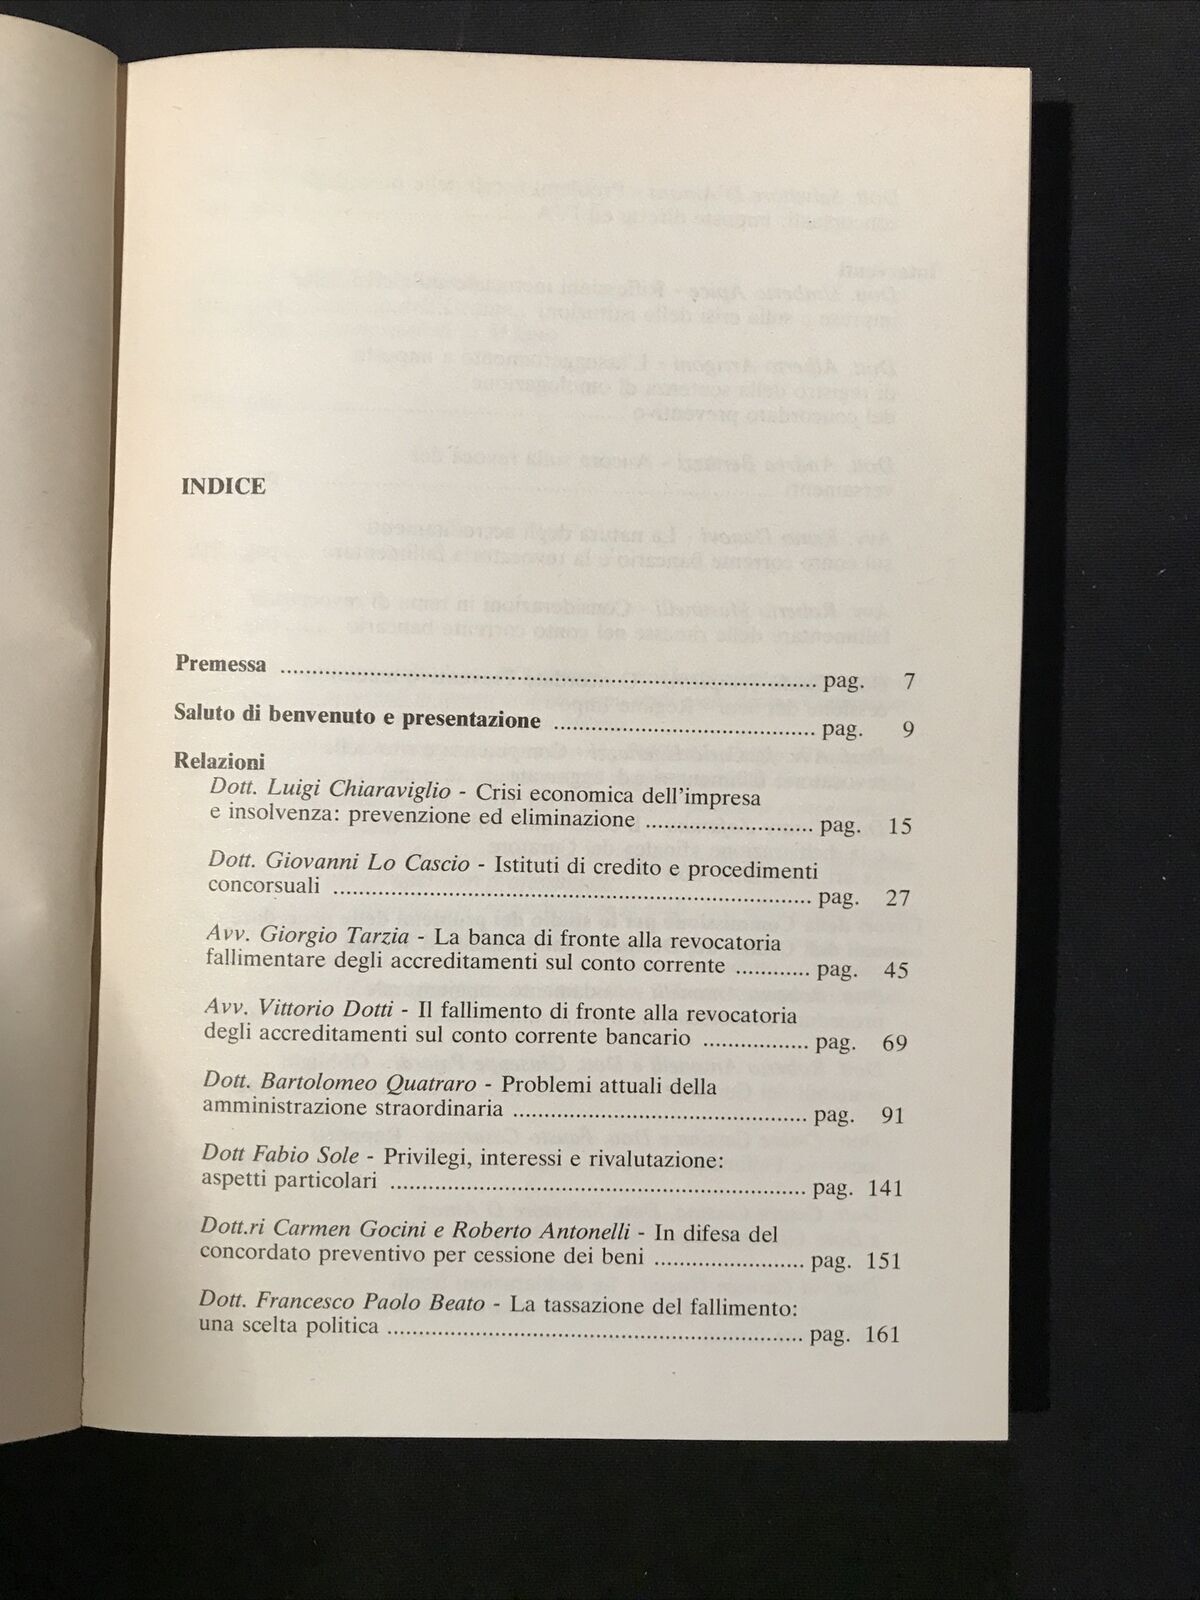 INDICE
Premessa ........ pag. 7
Saluto di benvenuto e presentazione ........ pag. 9
Relazioni
Dott. Luigi Chiaraviglio - Crisi economica dell'impresa
e insolvenza: prevenzione ed eliminazione ........ pag. 15
Dott. Giovanni Lo Cascio - Istituti di credito e procedimenti
concorsuali ........ pag. 27
Avv. Giorgio Tarzia - La banca di fronte alla revocatoria
fallimentare degli accreditamenti sul conto corrente ........ pag. 45
Avv. Vittorio Dotti - Il fallimento di fronte alla revocatoria
degli accreditamenti sul conto corrente bancario ........ pag. 69
Dott. Bartolomeo Quatraro - Problemi attuali della
amministrazione straordinaria ........ pag. 91
Dott Fabio Sole - Privilegi, interessi e rivalutazione:
aspetti particolari ........ pag. 141
Dott.ri Carmen Gocini e Roberto Antonelli - In difesa del
concordato preventivo per cessione dei beni ........ pag. 151
Dott. Francesco Paolo Beato - La tassazione del fallimento:
una scelta politica ........ pag. 161